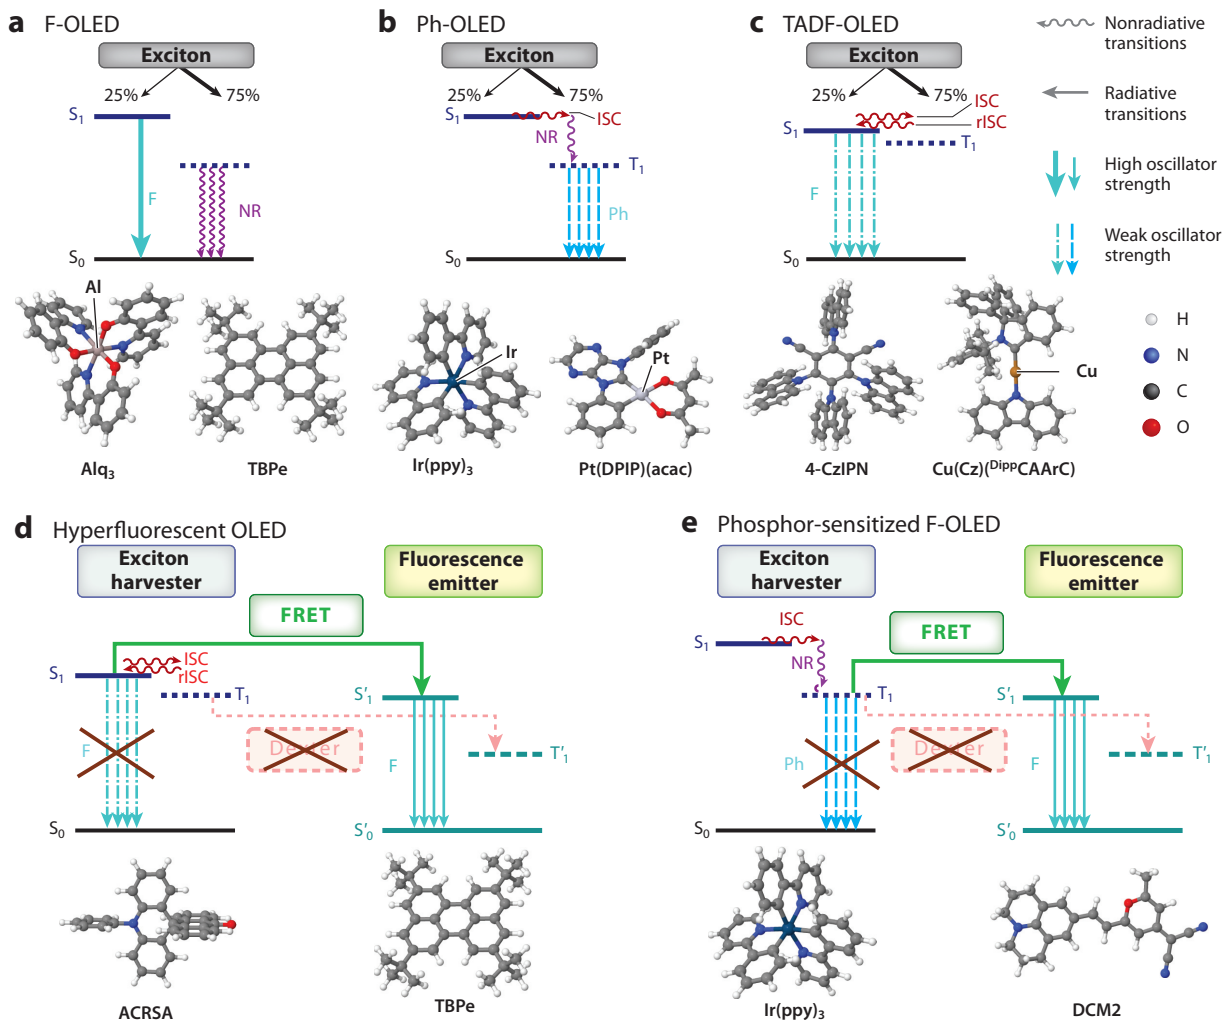 a F-OLED
Exciton
25% 75%
S1
F
NR
S0
Al
Alq3
TBPe
b Ph-OLED
Exciton
25% 75%
S1
ISC
NR
T1
Ph
S0
Ir
Pt
Ir(ppy)3
Pt(DPIP)(acac)
c TADF-OLED
Exciton
25% 75%
ISC
rISC
S1
T1
F
S0
Cu
4-CzIPN
Cu(Cz)(DippCAArC)
Nonradiative
transitions
Radiative
transitions
High oscillator
strength
Weak oscillator
strength
H
N
C
O
d Hyperfluorescent OLED
Exciton
harvester
Fluorescence
emitter
FRET
ISC
rISC
S1
T1
S′1
F
Dexter
F
T′1
S0
S′0
ACRSA
TBPe
e Phosphor-sensitized F-OLED
Exciton
harvester
Fluorescence
emitter
ISC
FRET
S1
NR
T1
S′1
Ph
Dexter
F
T′1
S0
S′0
Ir(ppy)3
DCM2